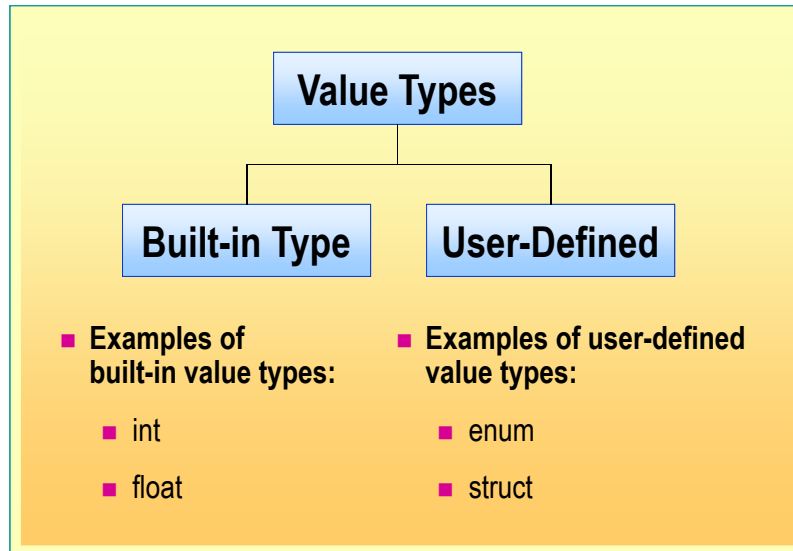 Value Types
Built-in Type
User-Defined
Examples of
built-in value types:
int
float
Examples of user-defined
value types:
enum
struct